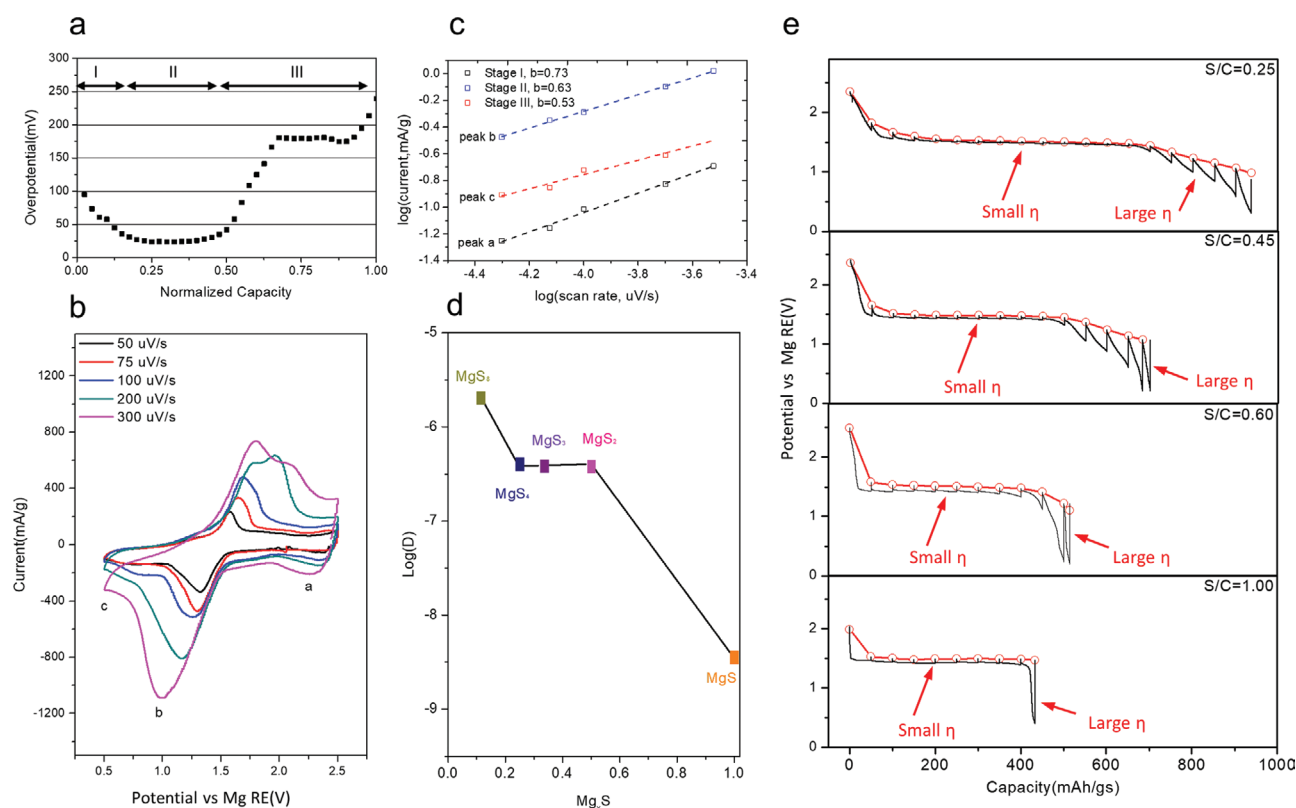 a
300
250
200
150
100
50
0
I
II
III
Overpotential(mV)
0.00
0.25
0.50
0.75
1.00
Normalized Capacity
b
50 uV/s
75 uV/s
100 uV/s
200 uV/s
300 uV/s
1200
800
400
0
-400
-800
-1200
Current(mA/g)
a
b
c
0.5
1.0
1.5
2.0
2.5
Potential vs Mg RE(V)
c
Stage I, b=0.73
Stage II, b=0.63
Stage III, b=0.53
0.0
-0.2
-0.4
-0.6
-0.8
-1.0
-1.2
-1.4
log(current,mA/g)
peak b
peak c
peak a
-4.4
-4.2
-4.0
-3.8
-3.6
-3.4
log(scan rate, uV/s)
d
-5
-6
-7
-8
-9
Log(D)
MgS₈
MgS₄
MgS₃
MgS₂
MgS
0.0
0.2
0.4
0.6
0.8
1.0
MgₓS
e
S/C=0.25
2
1
0
Small η
Large η
S/C=0.45
2
1
0
Small η
Large η
S/C=0.60
2
1
0
Small η
Large η
S/C=1.00
2
1
0
Small η
Large η
Potential vs Mg RE(V)
0
200
400
600
800
1000
Capacity(mAh/gs)